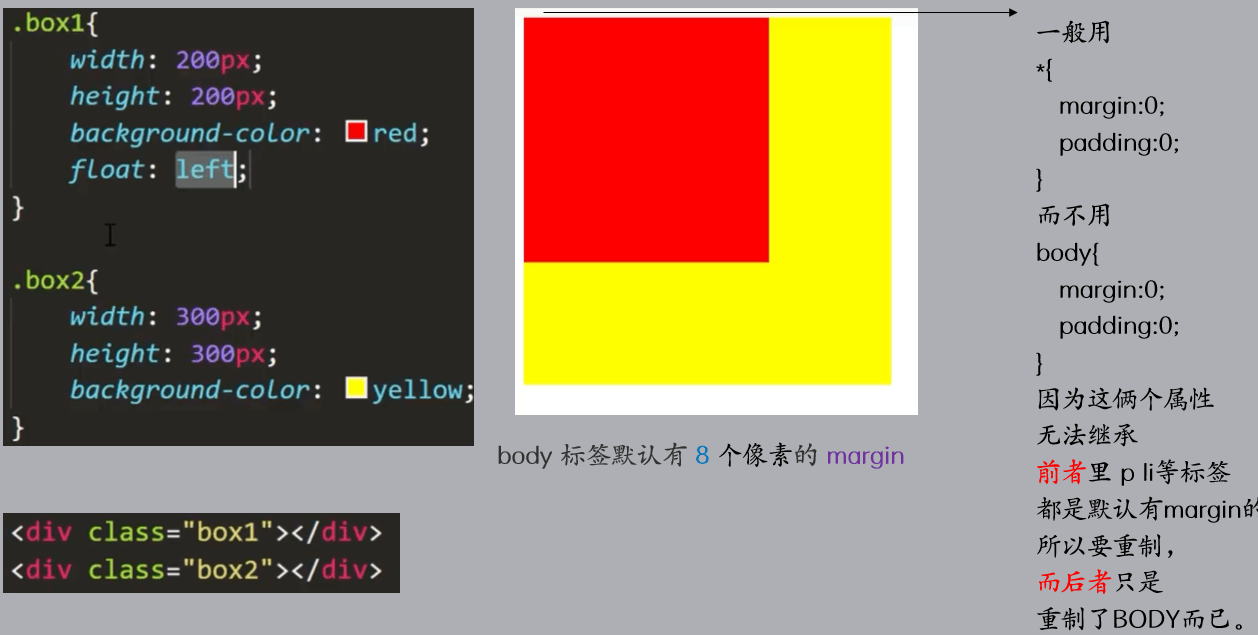 .box1{
width: 200px;
height: 200px;
background-color: red;
float: left;
}
.box2{
width: 300px;
height: 300px;
background-color: yellow;
}
<div class="box1"></div>
<div class="box2"></div>
body 标签默认有 8 个像素的 margin
一般用
*{
margin:0;
padding:0;
}
而不用
body{
margin:0;
padding:0;
}
因为这俩个属性
无法继承
前者里 p li等标签
都是默认有margin的
所以要重制，
而后者只是
重制了BODY而已。